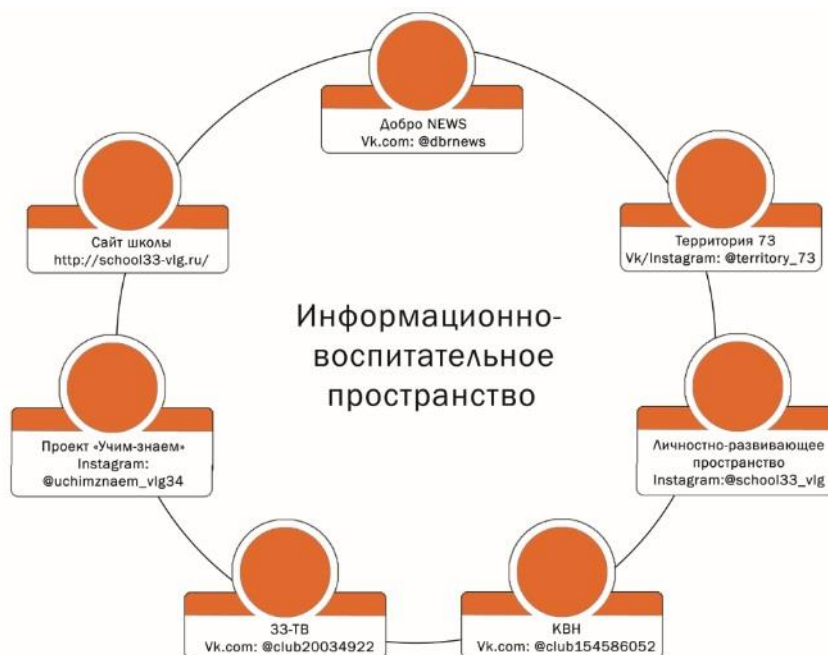 Добро NEWS
Vk.com: @dbrnews
Сайт школы
http://school33-vlg.ru/
Территория 73
Vk/Instagram: @territory_73
Информационно-
воспитательное
пространство
Проект «Учим-знаем»
Instagram:
@uchimznaem_vlg34
Личностно-развивающее
пространство
Instagram:@school33_vlg
33-ТВ
Vk.com: @club20034922
КВН
Vk.com: @club154586052